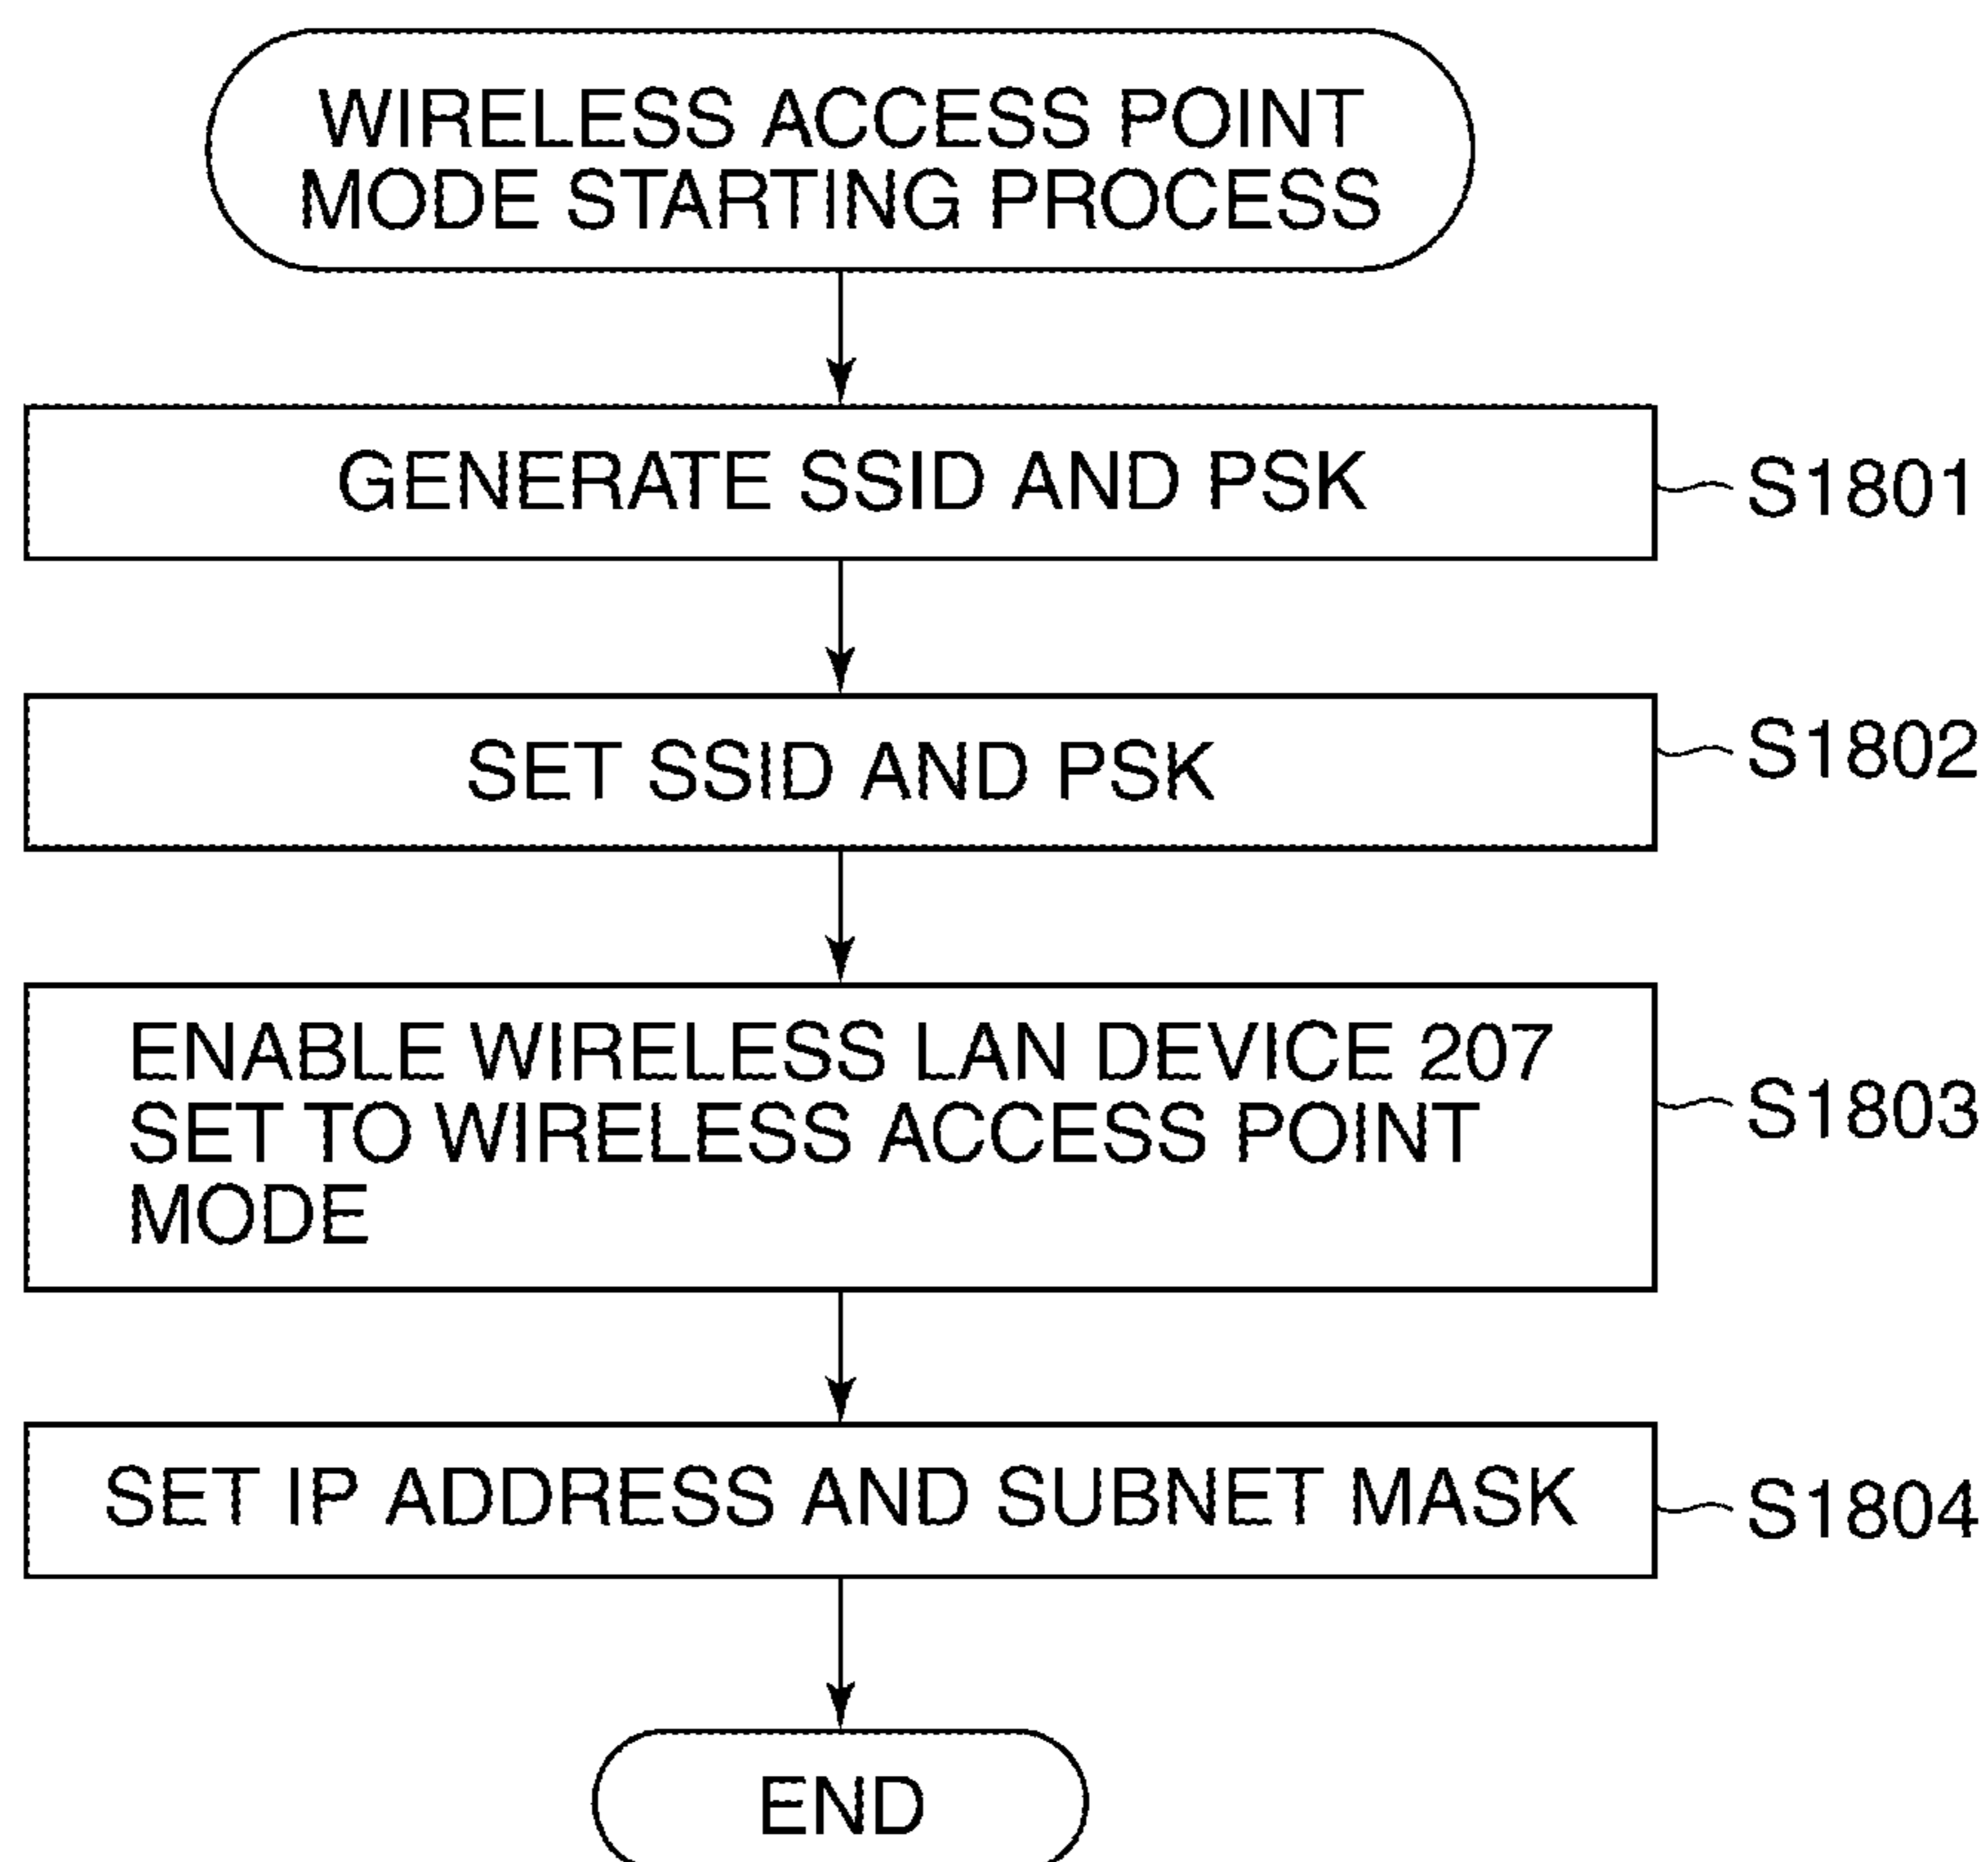 WIRELESS ACCESS POINT
MODE STARTING PROCESS
GENERATE SSID AND PSK
S1801
SET SSID AND PSK
S1802
ENABLE WIRELESS LAN DEVICE 207
SET TO WIRELESS ACCESS POINT
MODE
S1803
SET IP ADDRESS AND SUBNET MASK
S1804
END